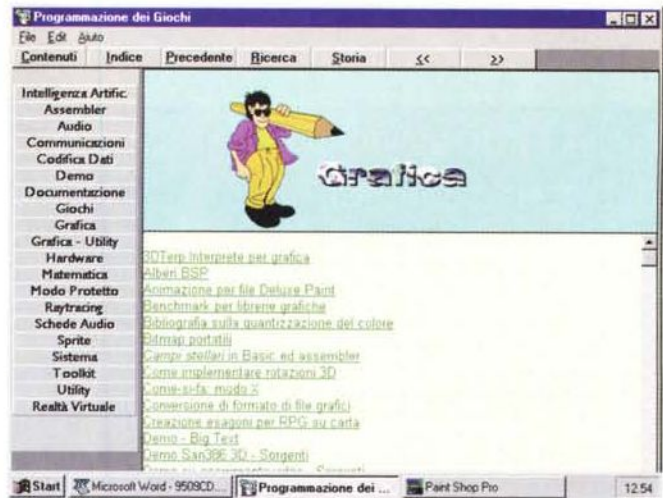 Programmazione dei Giochi
File Edit Aiuto
Contenuti Indice Precedente Ricerca Storia << >>
Intelligenza Artific.
Assembler
Audio
Communicazioni
Codifica Dati
Demo
Documentazione
Giochi
Grafica
Grafica - Utility
Hardware
Matematica
Modo Protetto
Raytracing
Schede Audio
Sprite
Sistema
Toolkit
Utility
Realtà Virtuale
Grafica
3DTerp Interprete per grafica
Alberi BSP
Animazione per file Deluxe Paint
Benchmark per librerie grafiche
Bibliografia sulla quantizzazione del colore
Bitmap portatili
Campi stellari in Basic ed assembler
Come implementare rotazioni 3D
Come-si-fa: modo X
Conversione di formato di file grafici
Creazione esagoni per RPG su carta
Demo - Big Text
Demo San386 3D - Sorgenti
Start Microsoft Word - 9509CD... Programmazione dei ... Paint Shop Pro 12.54